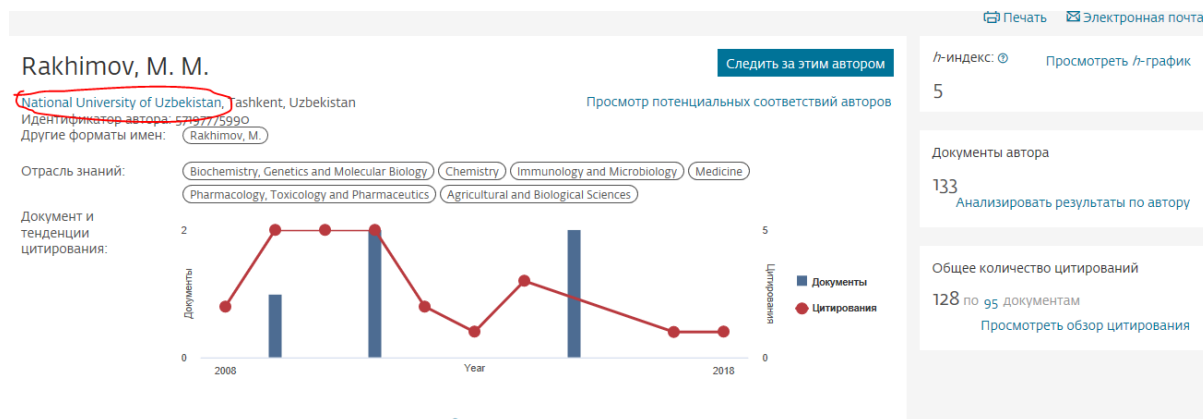 Печать Электронная почта
Rakhimov, M. M.
Следить за этим автором
National University of Uzbekistan, Tashkent, Uzbekistan
Просмотр потенциальных соответствий авторов
Идентификатор автора: 57197775990
Другие форматы имен: Rakhimov, M.
Отрасль знаний: Biochemistry, Genetics and Molecular Biology Chemistry Immunology and Microbiology Medicine
Pharmacology, Toxicology and Pharmaceutics Agricultural and Biological Sciences
Документ и
тенденции
цитирования:
2
5
Документы
Цитирования
Документы
Цитирования
0
0
2008
Year
2018
h-индекс: Просмотреть h-график
5
Документы автора
133
Анализировать результаты по автору
Общее количество цитирований
128 по 95 документам
Просмотреть обзор цитирования